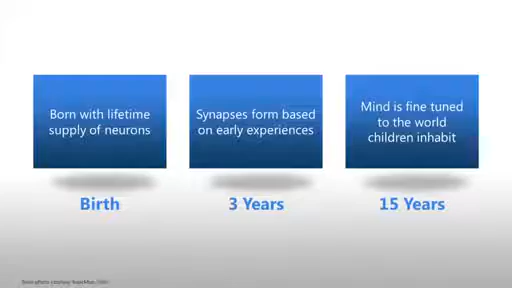 Born with lifetime
supply of neurons
Synapses form based
on early experiences
Mind is fine tuned
to the world
children inhabit
Birth
3 Years
15 Years